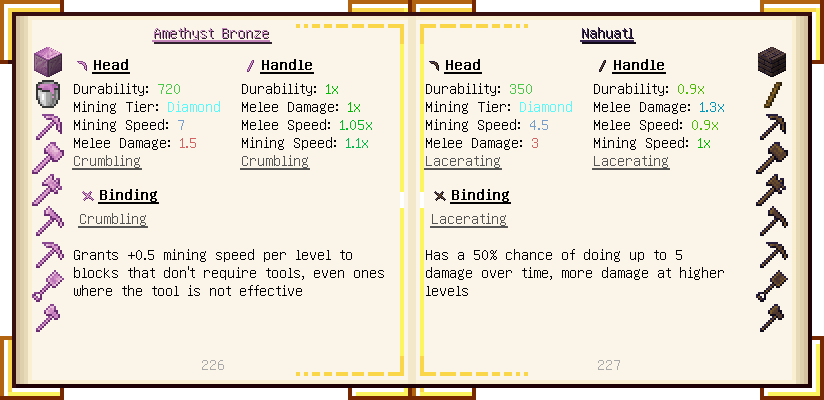 Amethyst Bronze
Head
Durability: 720
Mining Tier: Diamond
Mining Speed: 7
Melee Damage: 1.5
Crumbling
Handle
Durability: 1x
Melee Damage: 1x
Melee Speed: 1.05x
Mining Speed: 1.1x
Crumbling
Binding
Crumbling
Grants +0.5 mining speed per level to
blocks that don't require tools, even ones
where the tool is not effective
226
Nahuatl
Head
Durability: 350
Mining Tier: Diamond
Mining Speed: 4.5
Melee Damage: 3
Lacerating
Handle
Durability: 0.9x
Melee Damage: 1.3x
Melee Speed: 0.9x
Mining Speed: 1x
Lacerating
Binding
Lacerating
Has a 50% chance of doing up to 5
damage over time, more damage at higher
levels
227